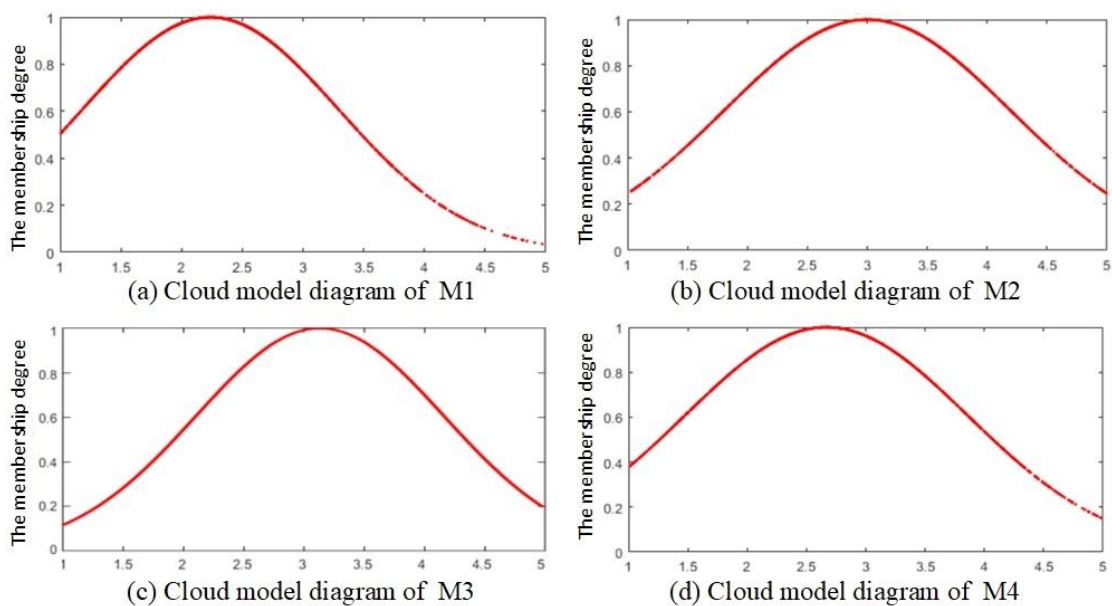 The membership degree
1
0.8
0.6
0.4
0.2
0
1 1.5 2 2.5 3 3.5 4 4.5 5
(a) Cloud model diagram of M1
The membership degree
1
0.8
0.6
0.4
0.2
0
1 1.5 2 2.5 3 3.5 4 4.5 5
(b) Cloud model diagram of M2
The membership degree
1
0.8
0.6
0.4
0.2
0
1 1.5 2 2.5 3 3.5 4 4.5 5
(c) Cloud model diagram of M3
The membership degree
1
0.8
0.6
0.4
0.2
0
1 1.5 2 2.5 3 3.5 4 4.5 5
(d) Cloud model diagram of M4